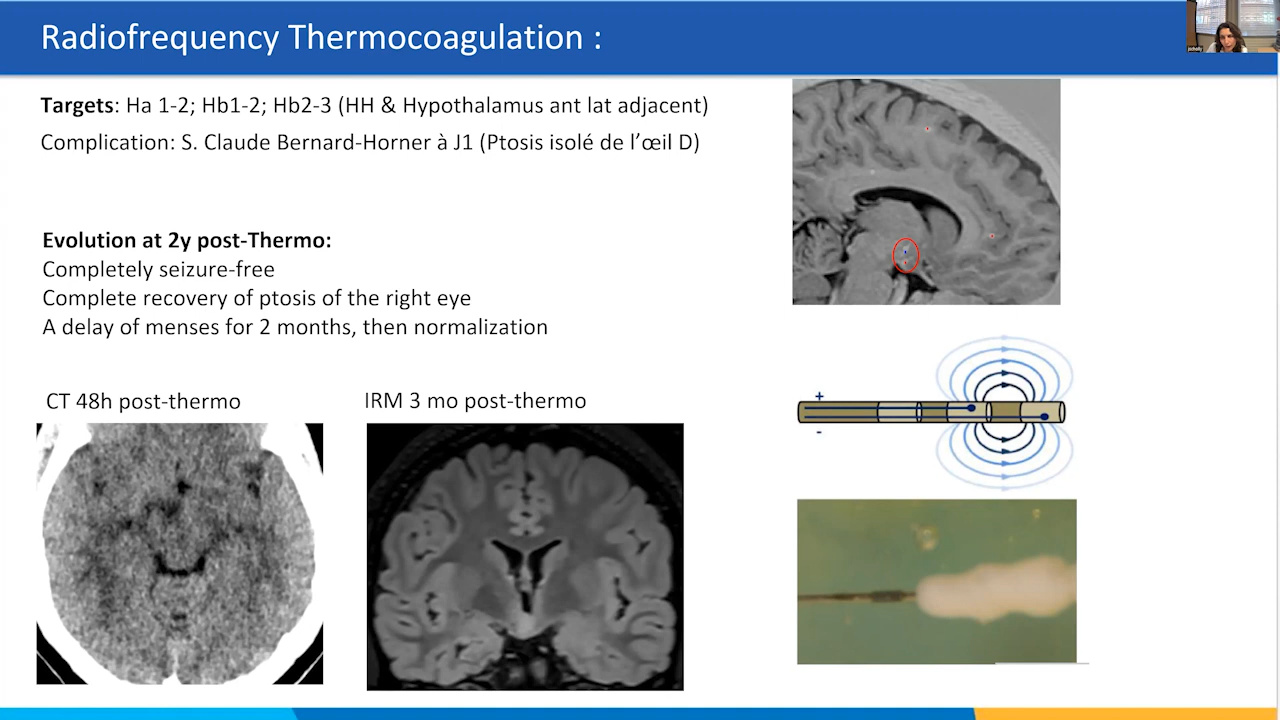 Radiofrequency Thermocoagulation :
Targets: Ha 1-2; Hb1-2; Hb2-3 (HH & Hypothalamus ant lat adjacent)
Complication: S. Claude Bernard-Horner à J1 (Ptosis isolé de l’œil D)
Evolution at 2y post-Thermo:
Completely seizure-free
Complete recovery of ptosis of the right eye
A delay of menses for 2 months, then normalization
CT 48h post-thermo
IRM 3 mo post-thermo
+
-